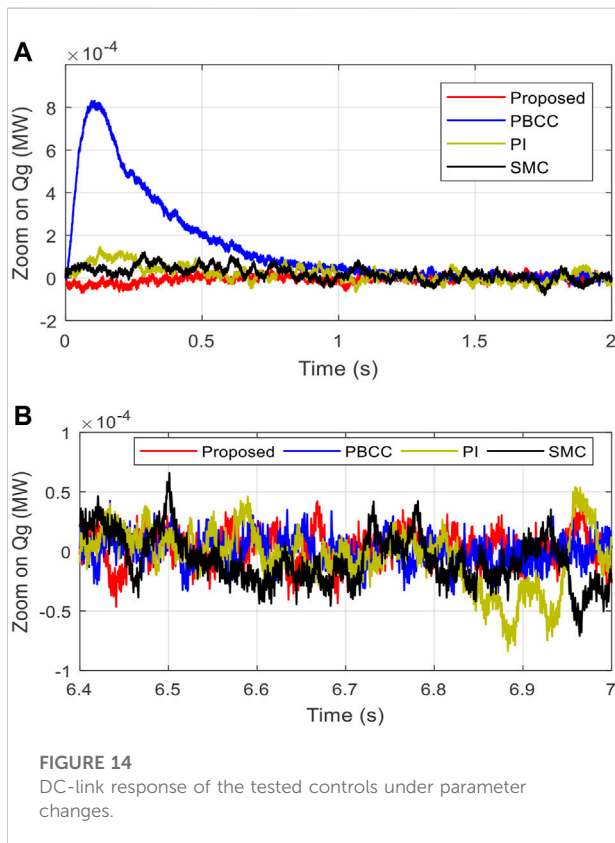 A
×10-4
Zoom on Qg (MW)
8
6
4
2
0
-2
Proposed
PBCC
PI
SMC
0 0.5 1 1.5 2
Time (s)
B
×10-4
Zoom on Qg (MW)
1
0.5
0
-0.5
-1
Proposed PBCC PI SMC
6.4 6.5 6.6 6.7 6.8 6.9 7
Time (s)
FIGURE 14
DC-link response of the tested controls under parameter
changes.